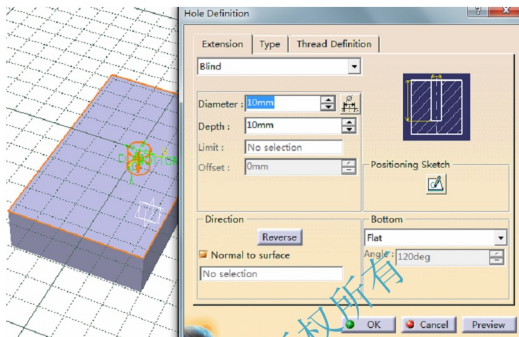 Hole Definition
Extension Type Thread Definition
Blind
Diameter : 10mm
Depth : 10mm
Limit : No selection
Offset : 0mm
Positioning Sketch
Direction
Reverse
Normal to surface
No selection
Bottom
Flat
Angle : 120deg
权所有
OK Cancel Preview